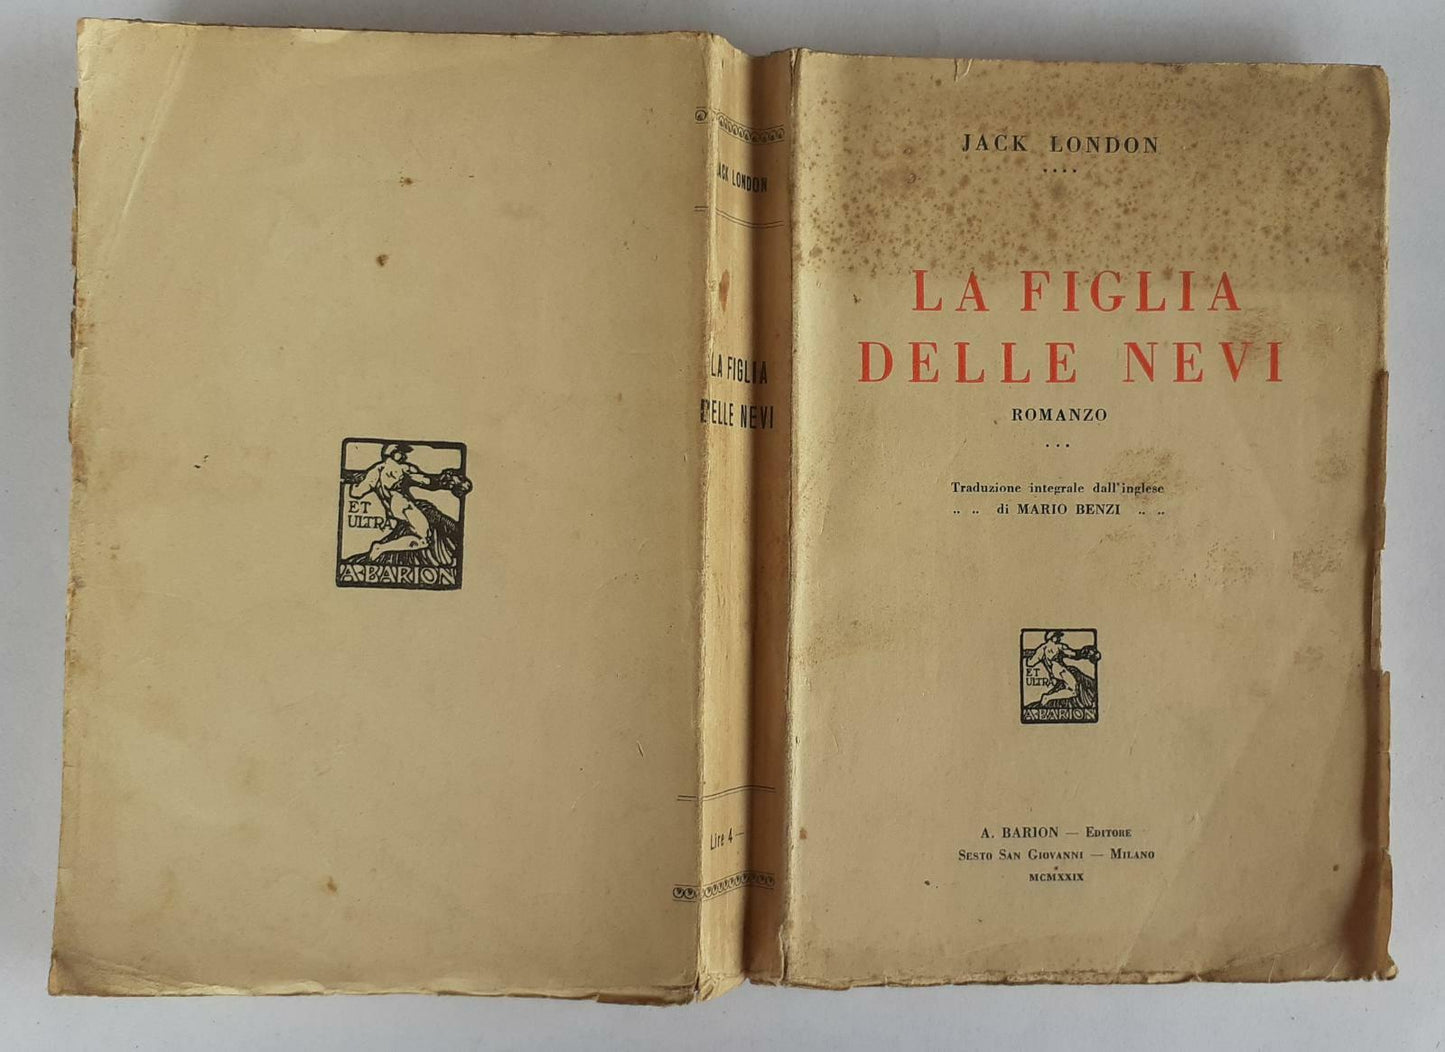 ET
ULTRA
A·BARION
JACK LONDON
LA FIGLIA
DELLE NEVI
Lire 4 —
JACK LONDON
LA FIGLIA
DELLE NEVI
ROMANZO
Traduzione integrale dall'inglese
.. .. di MARIO BENZI .. ..
ET
ULTRA
A·BARION
A. BARION — EDITORE
SESTO SAN GIOVANNI — MILANO
MCMXXIX